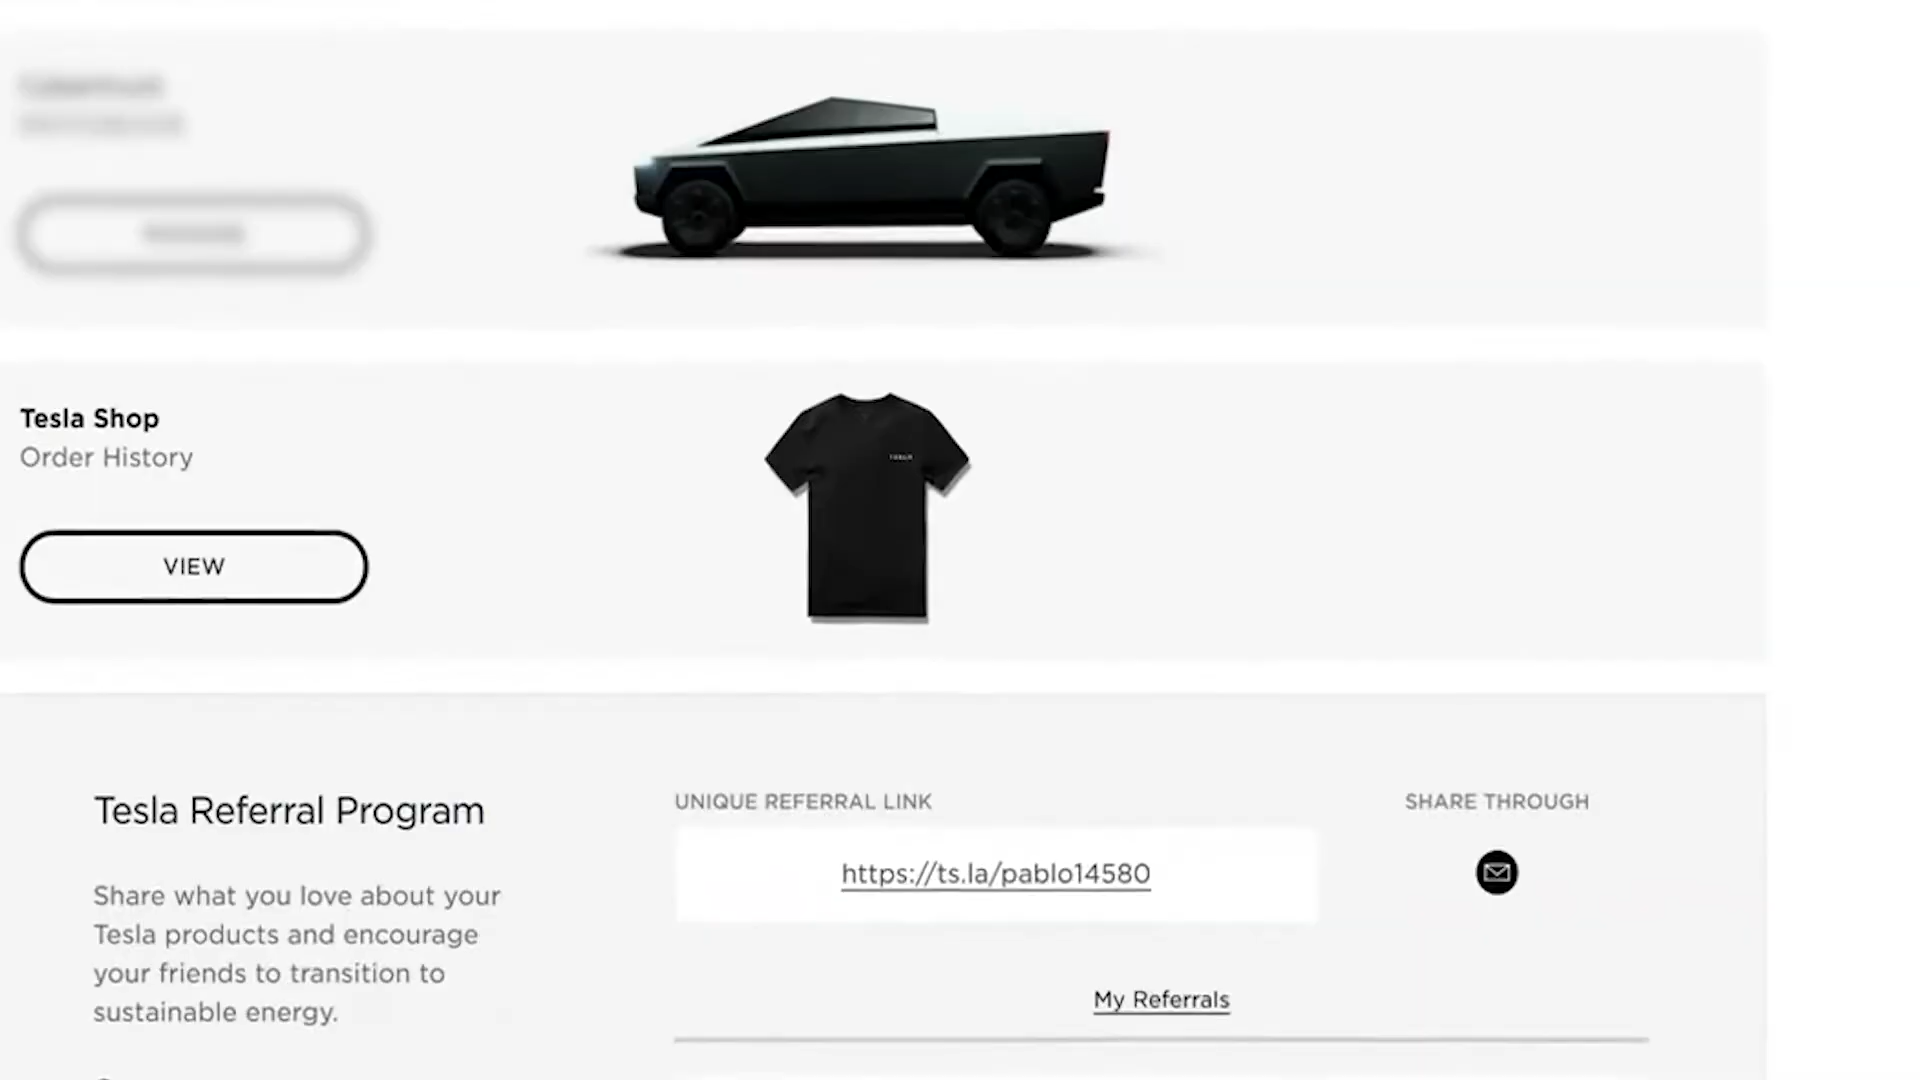 Tesla Shop
Order History
VIEW
TESLA
Tesla Referral Program
Share what you love about your
Tesla products and encourage
your friends to transition to
sustainable energy.
UNIQUE REFERRAL LINK
https://ts.la/pablo14580
My Referrals
SHARE THROUGH